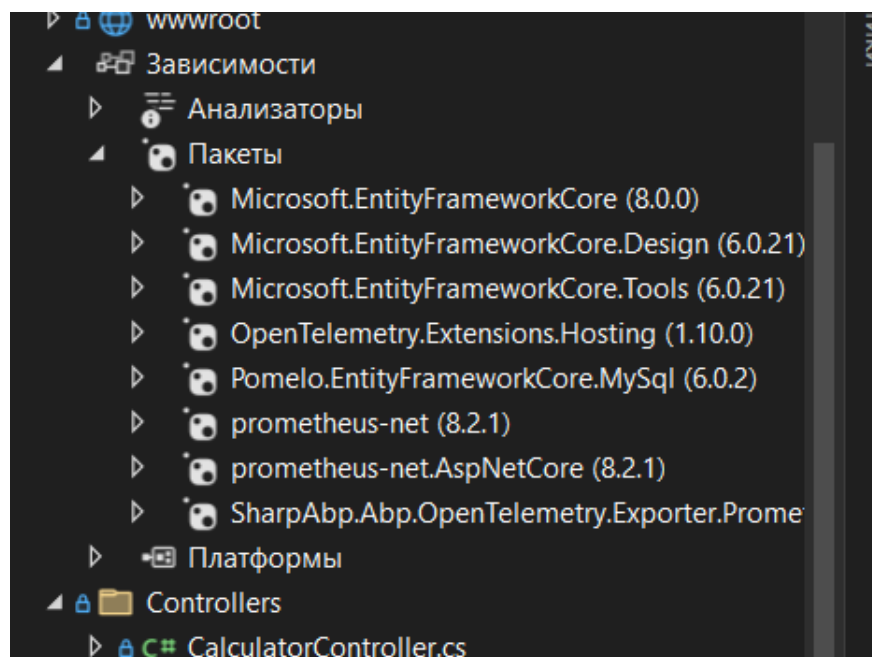 wwwroot
Зависимости
Анализаторы
Пакеты
Microsoft.EntityFrameworkCore (8.0.0)
Microsoft.EntityFrameworkCore.Design (6.0.21)
Microsoft.EntityFrameworkCore.Tools (6.0.21)
OpenTelemetry.Extensions.Hosting (1.10.0)
Pomelo.EntityFrameworkCore.MySql (6.0.2)
prometheus-net (8.2.1)
prometheus-net.AspNetCore (8.2.1)
SharpAbp.Abp.OpenTelemetry.Exporter.Prome
Платформы
Controllers
C# CalculatorController.cs